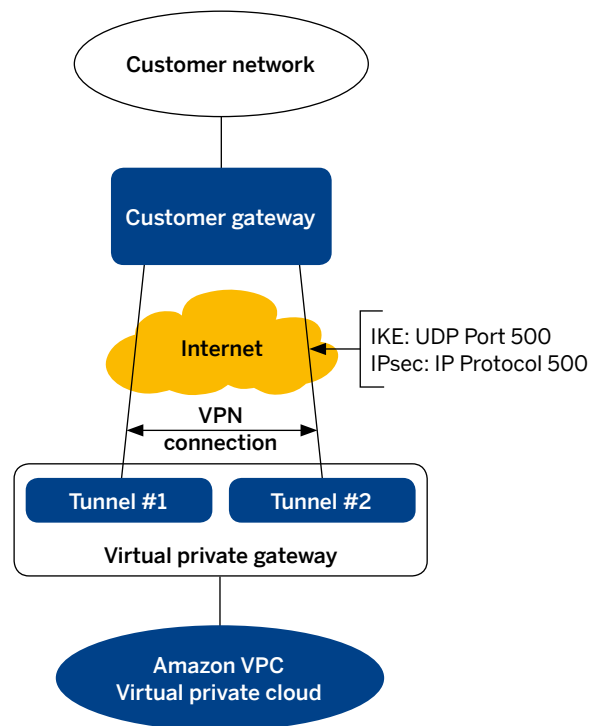 Customer network
Customer gateway
Internet
IKE: UDP Port 500
IPsec: IP Protocol 500
VPN
connection
Tunnel #1
Tunnel #2
Virtual private gateway
Amazon VPC
Virtual private cloud